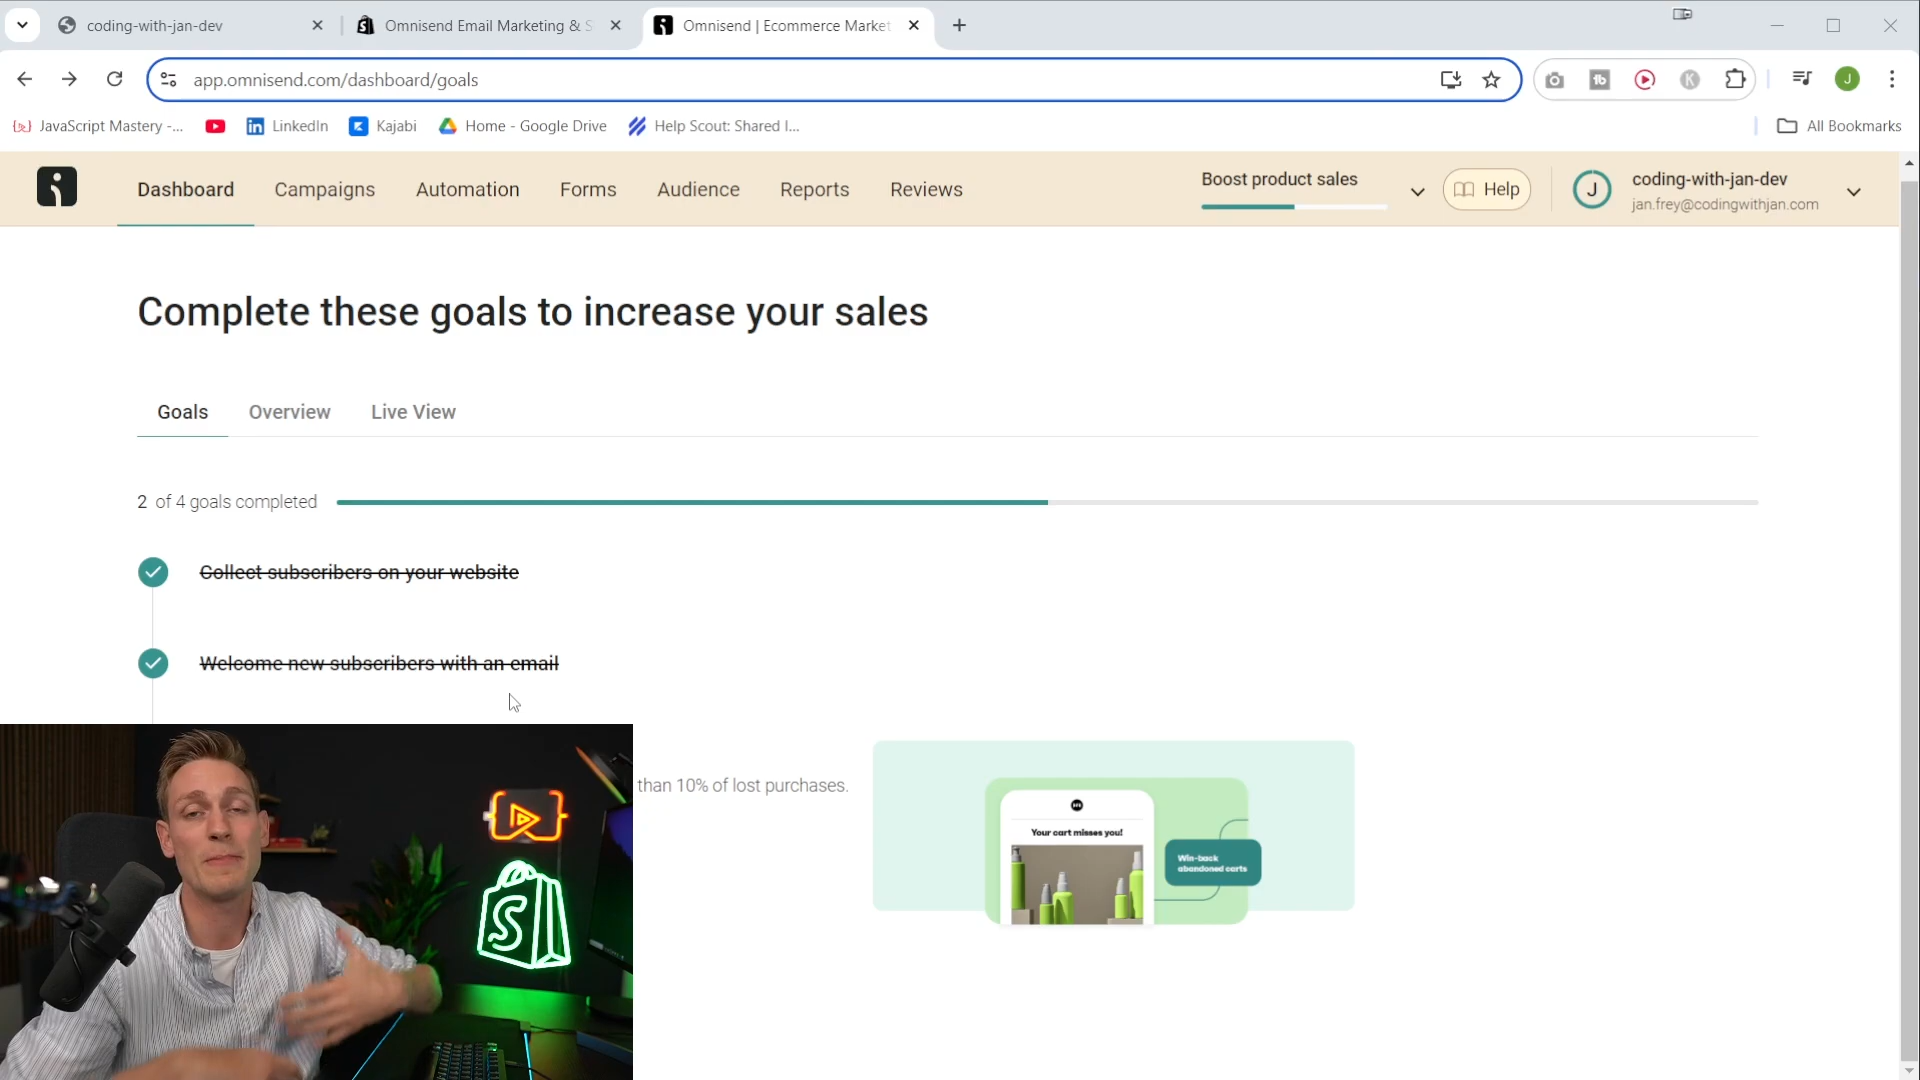 coding-with-jan-dev
Omnisend Email Marketing & S
Omnisend | Ecommerce Market
app.omnisend.com/dashboard/goals
J
JavaScript Mastery -...
LinkedIn
Kajabi
Home - Google Drive
Help Scout: Shared I...
All Bookmarks
Dashboard
Campaigns
Automation
Forms
Audience
Reports
Reviews
Boost product sales
Help
J
coding-with-jan-dev
jan.frey@codingwithjan.com
Complete these goals to increase your sales
Goals
Overview
Live View
2 of 4 goals completed
Collect subscribers on your website
Welcome new subscribers with an email
than 10% of lost purchases.
Your cart misses you!
Win-back
abandoned carts
S